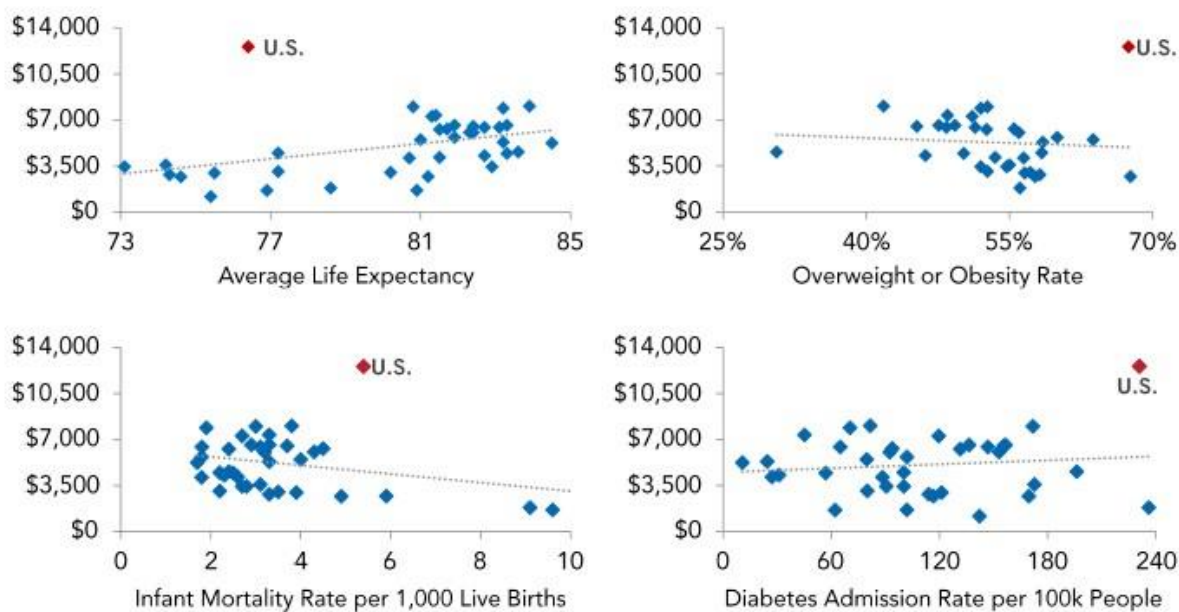 $14,000
$10,500
$7,000
$3,500
$0
U.S.
73 77 81 85
Average Life Expectancy
$14,000
$10,500
$7,000
$3,500
$0
U.S.
25% 40% 55% 70%
Overweight or Obesity Rate
$14,000
$10,500
$7,000
$3,500
$0
U.S.
0 2 4 6 8 10
Infant Mortality Rate per 1,000 Live Births
$14,000
$10,500
$7,000
$3,500
$0
U.S.
0 60 120 180 240
Diabetes Admission Rate per 100k People